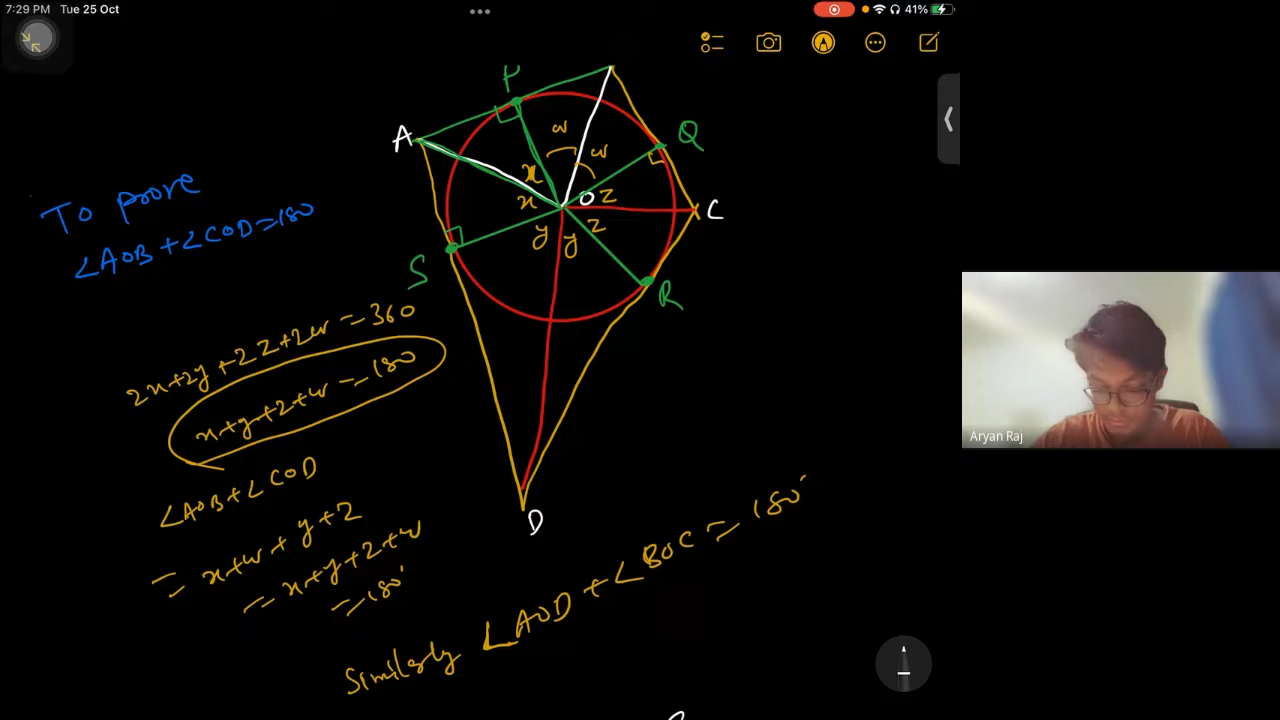 7:29 PM Tue 25 Oct
41%
P
A
w
w
Q
x
x
O
z
C
y
y
z
S
R
D
To prove
∠AOB+∠COD=180
2x+2y+2z+2w=360
x+y+z+w=180
∠AOB+∠COD
= x+w+y+z
= x+y+z+w
=180°
Similarly ∠AOD+∠BOC=180°
Aryan Raj